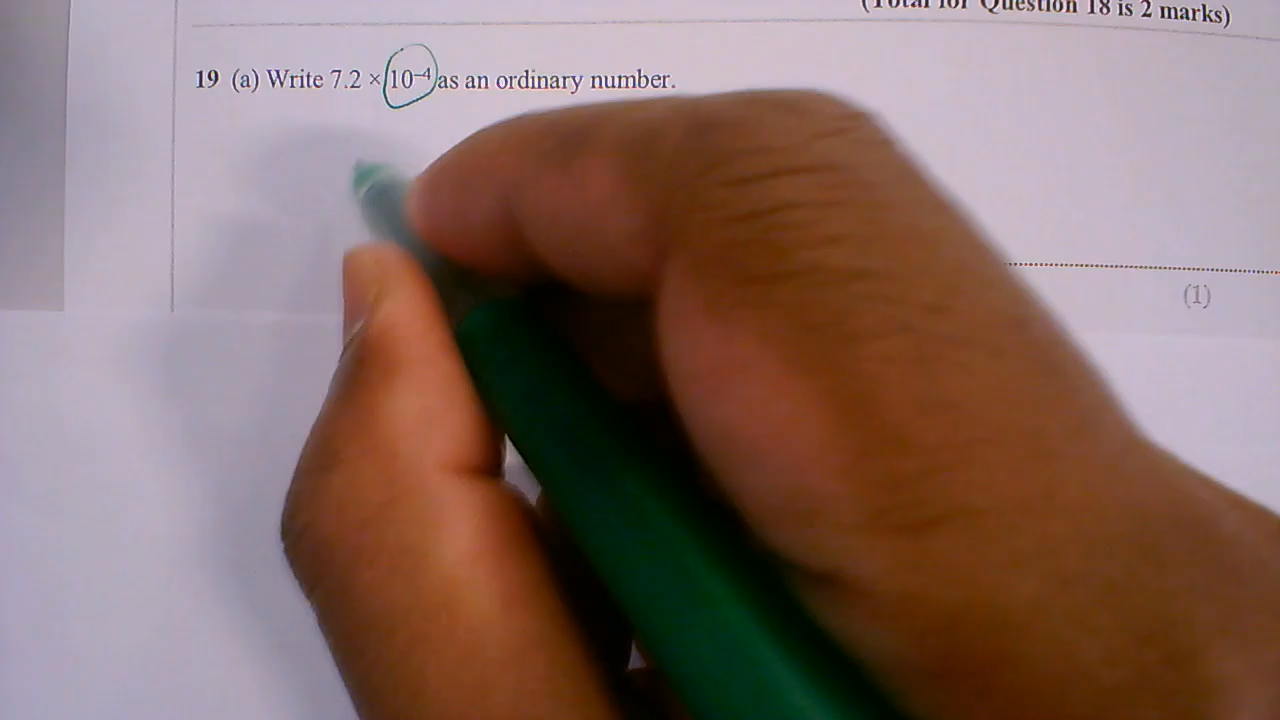 (Total for Question 18 is 2 marks)
19 (a) Write 7.2 × 10⁻⁴ as an ordinary number.
(1)